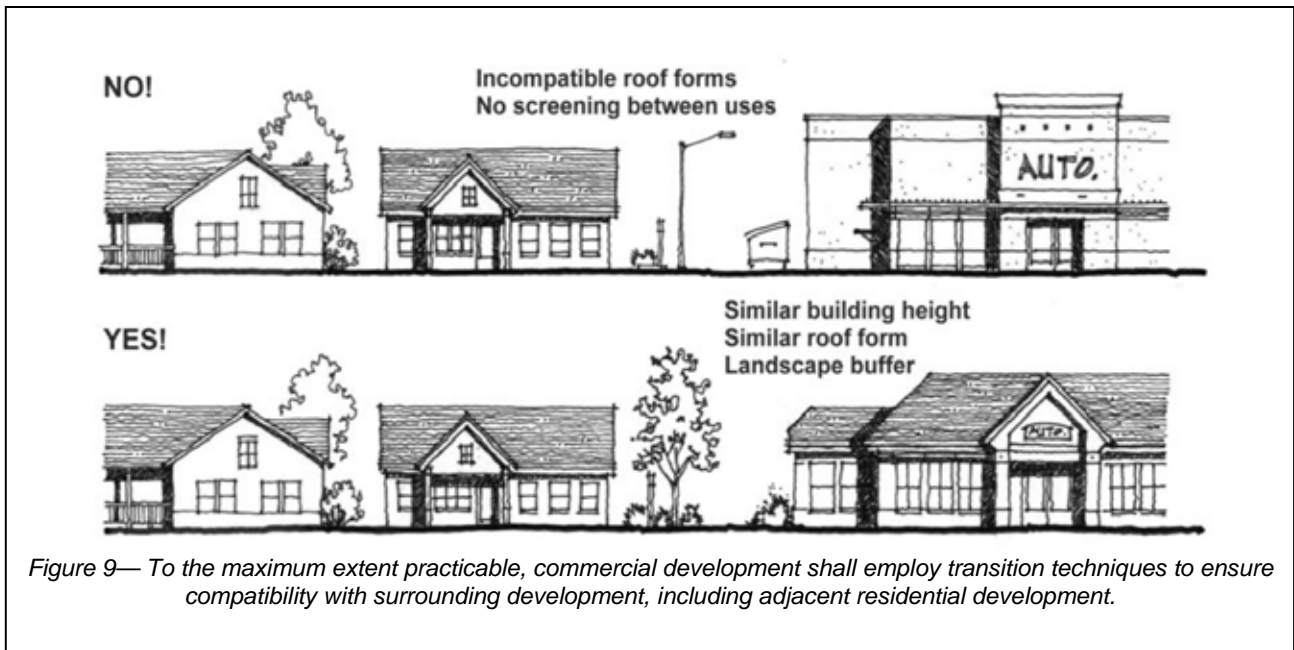 NO!
Incompatible roof forms
No screening between uses
AUTO.
YES!
Similar building height
Similar roof form
Landscape buffer
AUTO.
Figure 9— To the maximum extent practicable, commercial development shall employ transition techniques to ensure
compatibility with surrounding development, including adjacent residential development.